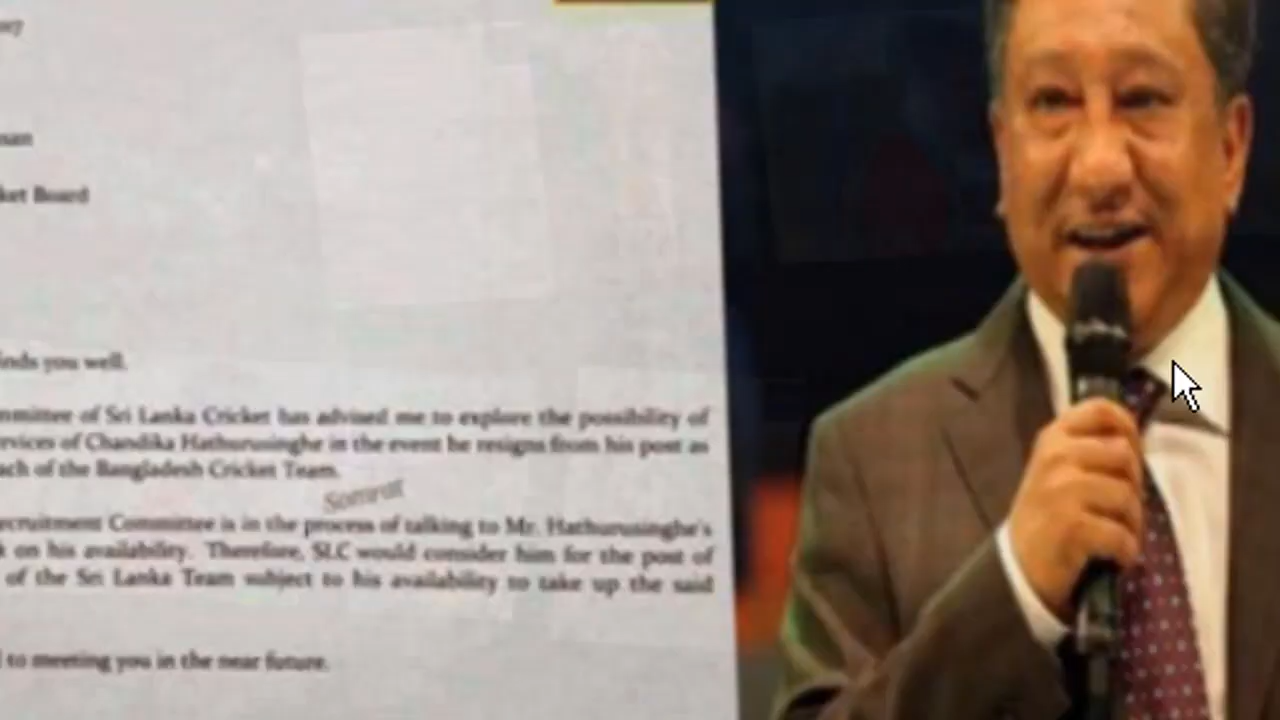 ket Board
inds you well.
mmittee of Sri Lanka Cricket has advised me to explore the possibility of
ervices of Chandika Hathurusinghe in the event he resigns from his post as
ach of the Bangladesh Cricket Team.
Somrat
ecruitment Committee is in the process of talking to Mr. Hathurusinghe's
k on his availability. Therefore, SLC would consider him for the post of
of the Sri Lanka Team subject to his availability to take up the said
l to meeting you in the near future.